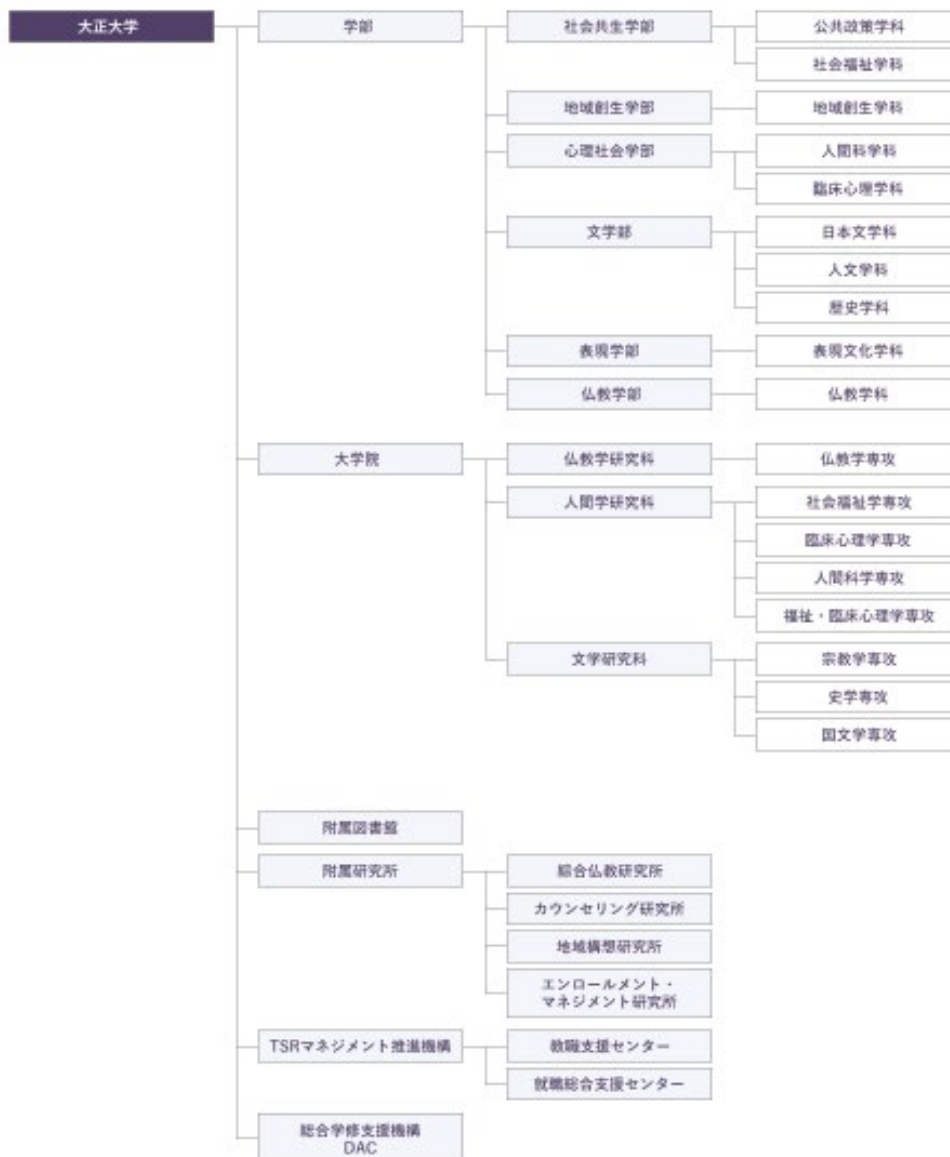 大正大学
学部
社会共生学部
公共政策学科
社会福祉学科
地域創生学部
地域創生学科
心理社会学部
人間科学科
臨床心理学科
文学部
日本文学科
人文学科
歴史学科
表現学部
表現文化学科
仏教学部
仏教学科
大学院
仏教学研究科
仏教学専攻
人間学研究科
社会福祉学専攻
臨床心理学専攻
人間科学専攻
福祉・臨床心理学専攻
文学研究科
宗教学専攻
史学専攻
国文学専攻
附属図書館
附属研究所
綜合仏教研究所
カウンセリング研究所
地域構想研究所
エンロールメント・
マネジメント研究所
TSRマネジメント推進機構
教職支援センター
就職総合支援センター
総合学修支援機構
DAC